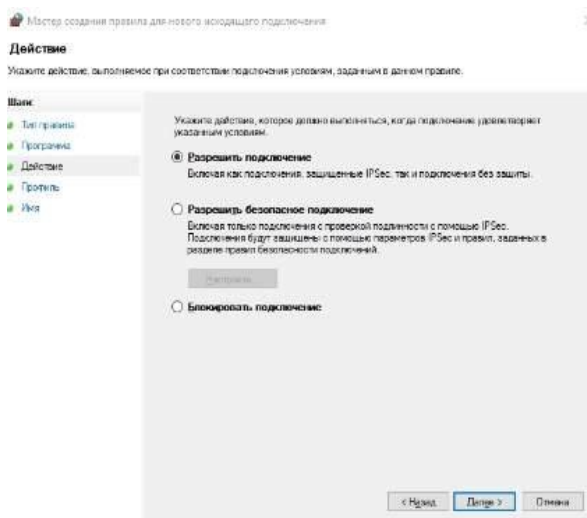 Мастер создания правила для нового исходящего подключения
Действие
Укажите действие, выполняемое при соответствии подключения условиям, заданным в данном правиле.
Шаги:
Тип правила
Программа
Действие
Профиль
Имя
Укажите действие, которое должно выполняться, когда подключение удовлетворяет
указанным условиям.
Разрешить подключение
Включая как подключения, защищенные IPSec, так и подключения без защиты.
Разрешить безопасное подключение
Включая только подключения с проверкой подлинности с помощью IPSec.
Подключения будут защищены с помощью параметров IPSec и правил, заданных в
разделе правил безопасности подключений.
Настроить...
Блокировать подключение
< Назад
Далее >
Отмена